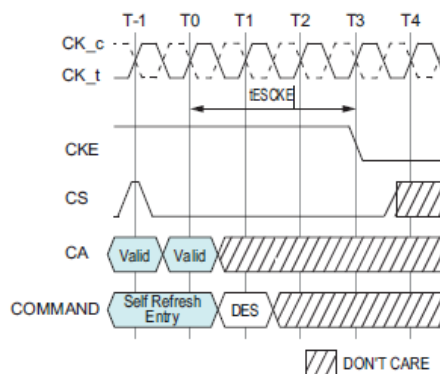 T-1 T0 T1 T2 T3 T4
CK_c
CK_t
tESCKE
CKE
CS
CA Valid Valid
COMMAND Self Refresh Entry DES
DON'T CARE